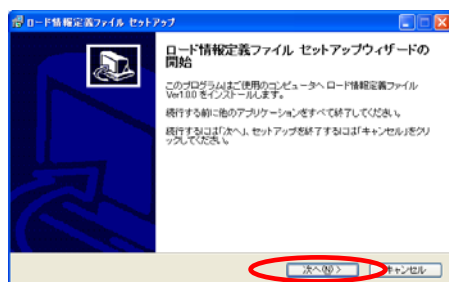 ロード情報定義ファイル セットアップ
ロード情報定義ファイル セットアップウィザードの
開始
このプログラムはご使用のコンピュータへロード情報定義ファイル
Ver1.0.0 をインストールします。
続行する前に他のアプリケーションをすべて終了してください。
続行するには「次へ」、セットアップを終了するには「キャンセル」をクリ
ックしてください。
次へ(N) >
キャンセル